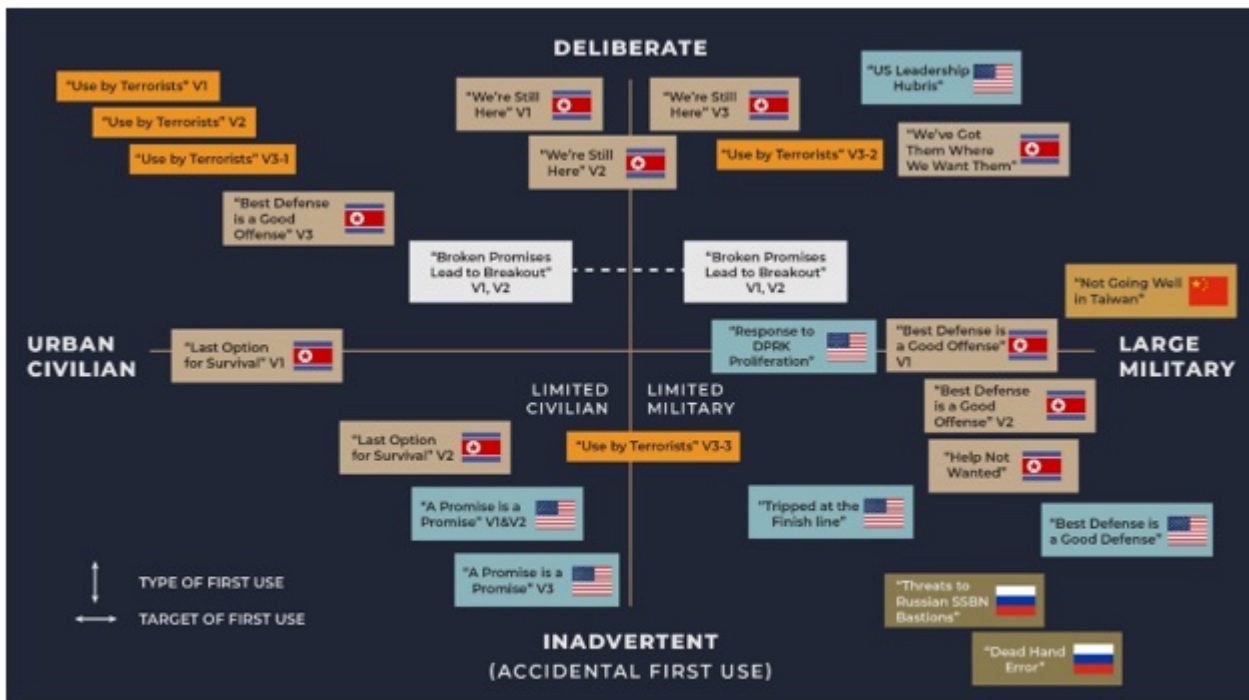 DELIBERATE
"Use by Terrorists" V1
"Use by Terrorists" V2
"Use by Terrorists" V3-1
"We're Still
Here" V1
"We're Still
Here" V3
"US Leadership
Hubris"
"We're Still
Here" V2
"Use by Terrorists" V3-2
"We've Got
Them Where
We Want Them"
"Best Defense
is a Good
Offense" V3
"Broken Promises
Lead to Breakout"
V1, V2
"Broken Promises
Lead to Breakout"
V1, V2
"Not Going Well
in Taiwan"
URBAN
CIVILIAN
"Last Option
for Survival" V1
"Response to
DPRK
Proliferation"
"Best Defense is
a Good Offense"
V1
LARGE
MILITARY
LIMITED
CIVILIAN
LIMITED
MILITARY
"Best Defense
is a Good
Offense" V2
"Last Option
for Survival" V2
"Use by Terrorists" V3-3
"Help Not
Wanted"
"A Promise is a
Promise" V1&V2
"Tripped at the
Finish line"
"Best Defense is
a Good Defense"
"A Promise is a
Promise" V3
"Threats to
Russian SSBN
Bastions"
"Dead Hand
Error"
TYPE OF FIRST USE
TARGET OF FIRST USE
INADVERTENT
(ACCIDENTAL FIRST USE)